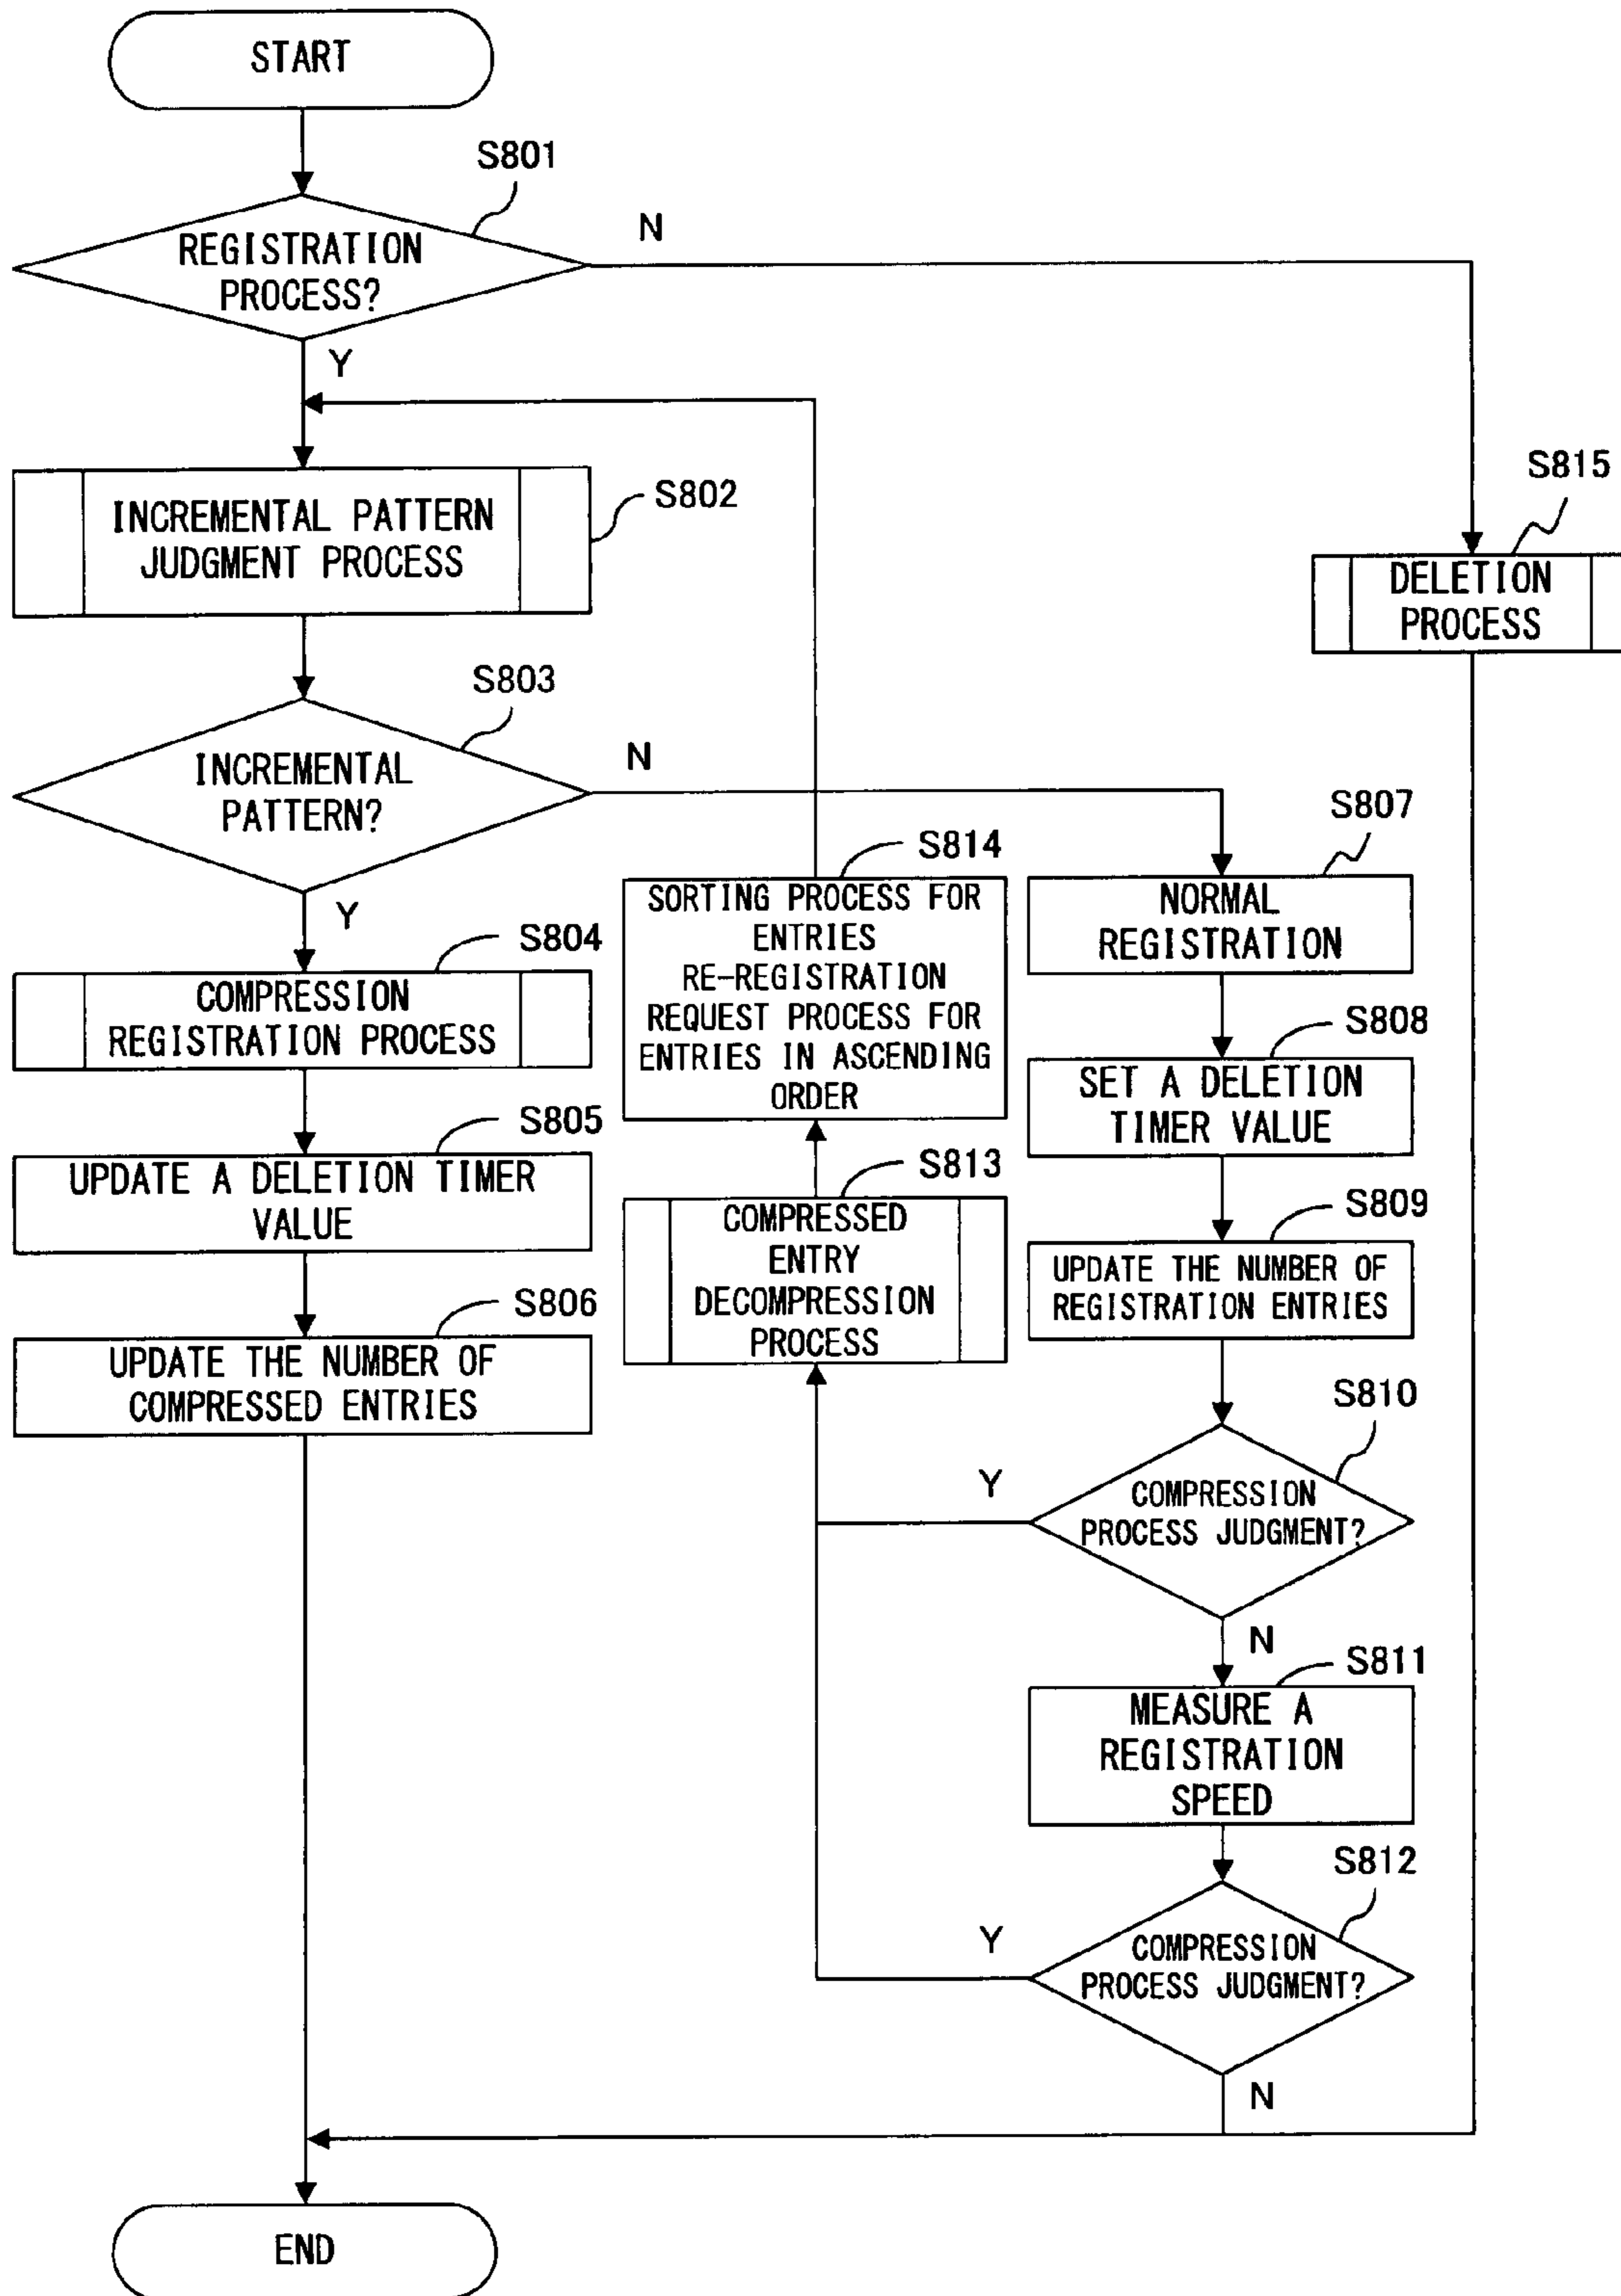 START
S801
REGISTRATION
PROCESS?
N
Y
S802
INCREMENTAL PATTERN
JUDGMENT PROCESS
S815
DELETION
PROCESS
S803
INCREMENTAL
PATTERN?
N
Y
S804
COMPRESSION
REGISTRATION PROCESS
S805
UPDATE A DELETION TIMER
VALUE
S806
UPDATE THE NUMBER OF
COMPRESSED ENTRIES
S814
SORTING PROCESS FOR
ENTRIES
RE-REGISTRATION
REQUEST PROCESS FOR
ENTRIES IN ASCENDING
ORDER
S813
COMPRESSED
ENTRY
DECOMPRESSION
PROCESS
S807
NORMAL
REGISTRATION
S808
SET A DELETION
TIMER VALUE
S809
UPDATE THE NUMBER OF
REGISTRATION ENTRIES
S810
COMPRESSION
PROCESS JUDGMENT?
Y
N
S811
MEASURE A
REGISTRATION
SPEED
S812
COMPRESSION
PROCESS JUDGMENT?
Y
N
END